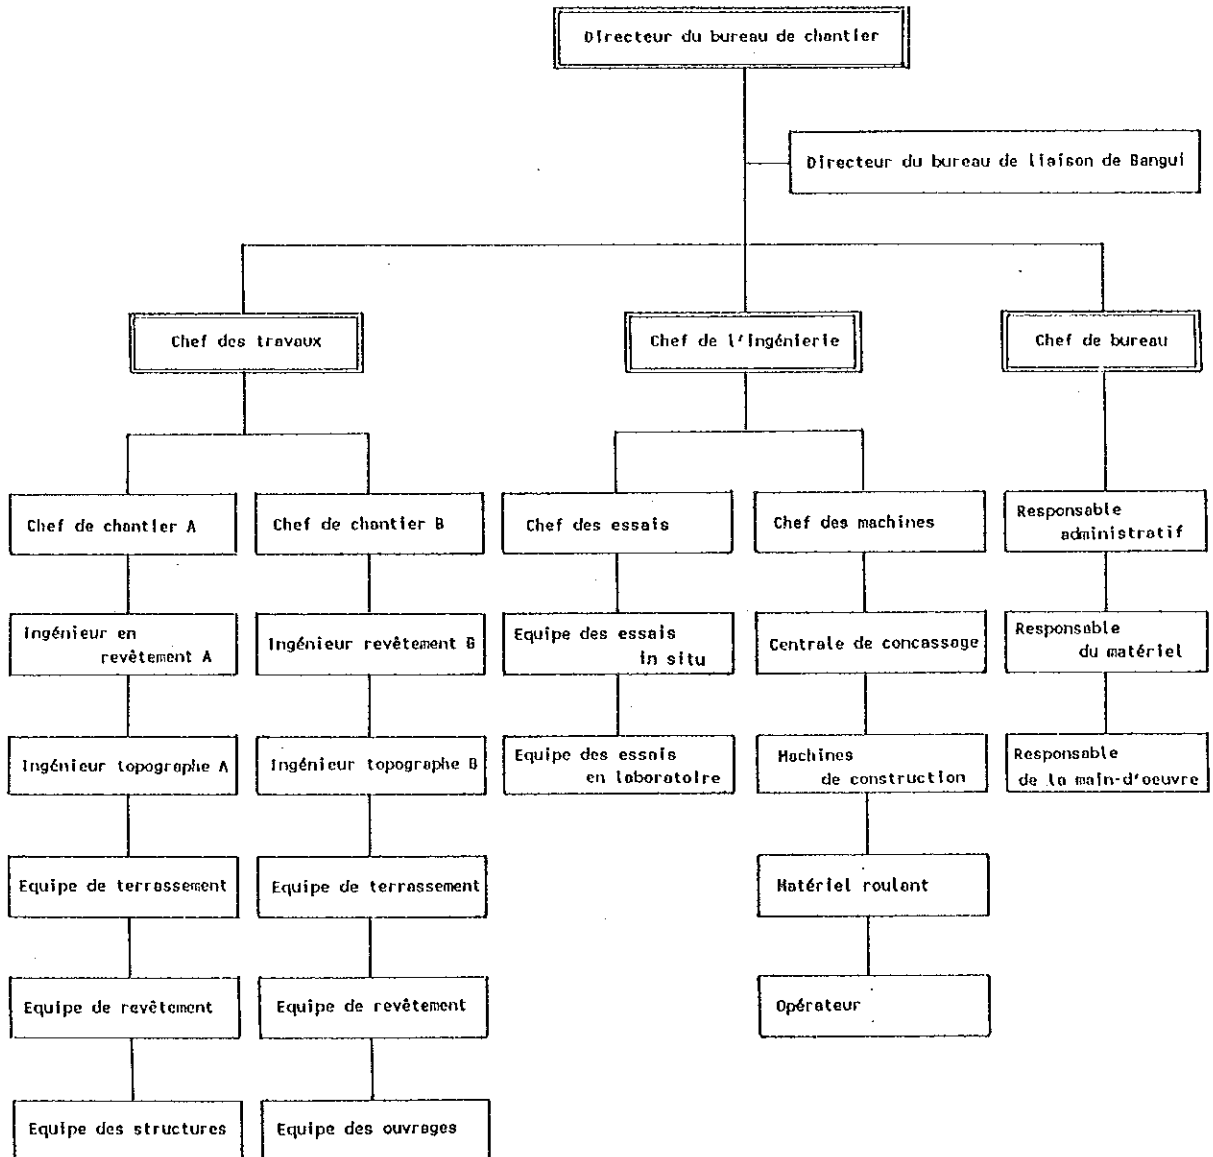 Directeur du bureau de chantier
Directeur du bureau de liaison de Bangui
Chef des travaux
Chef de l'ingénierie
Chef de bureau
Chef de chantier A
Chef de chantier B
Chef des essais
Chef des machines
Responsable
administratif
Ingénieur en
revêtement A
Ingénieur revêtement B
Equipe des essais
in situ
Centrale de concassage
Responsable
du matériel
Ingénieur topographe A
Ingénieur topographe B
Equipe des essais
en laboratoire
Machines
de construction
Responsable
de la main-d'oeuvre
Equipe de terrassement
Equipe de terrassement
Matériel roulant
Equipe de revêtement
Equipe de revêtement
Opérateur
Equipe des structures
Equipe des ouvrages